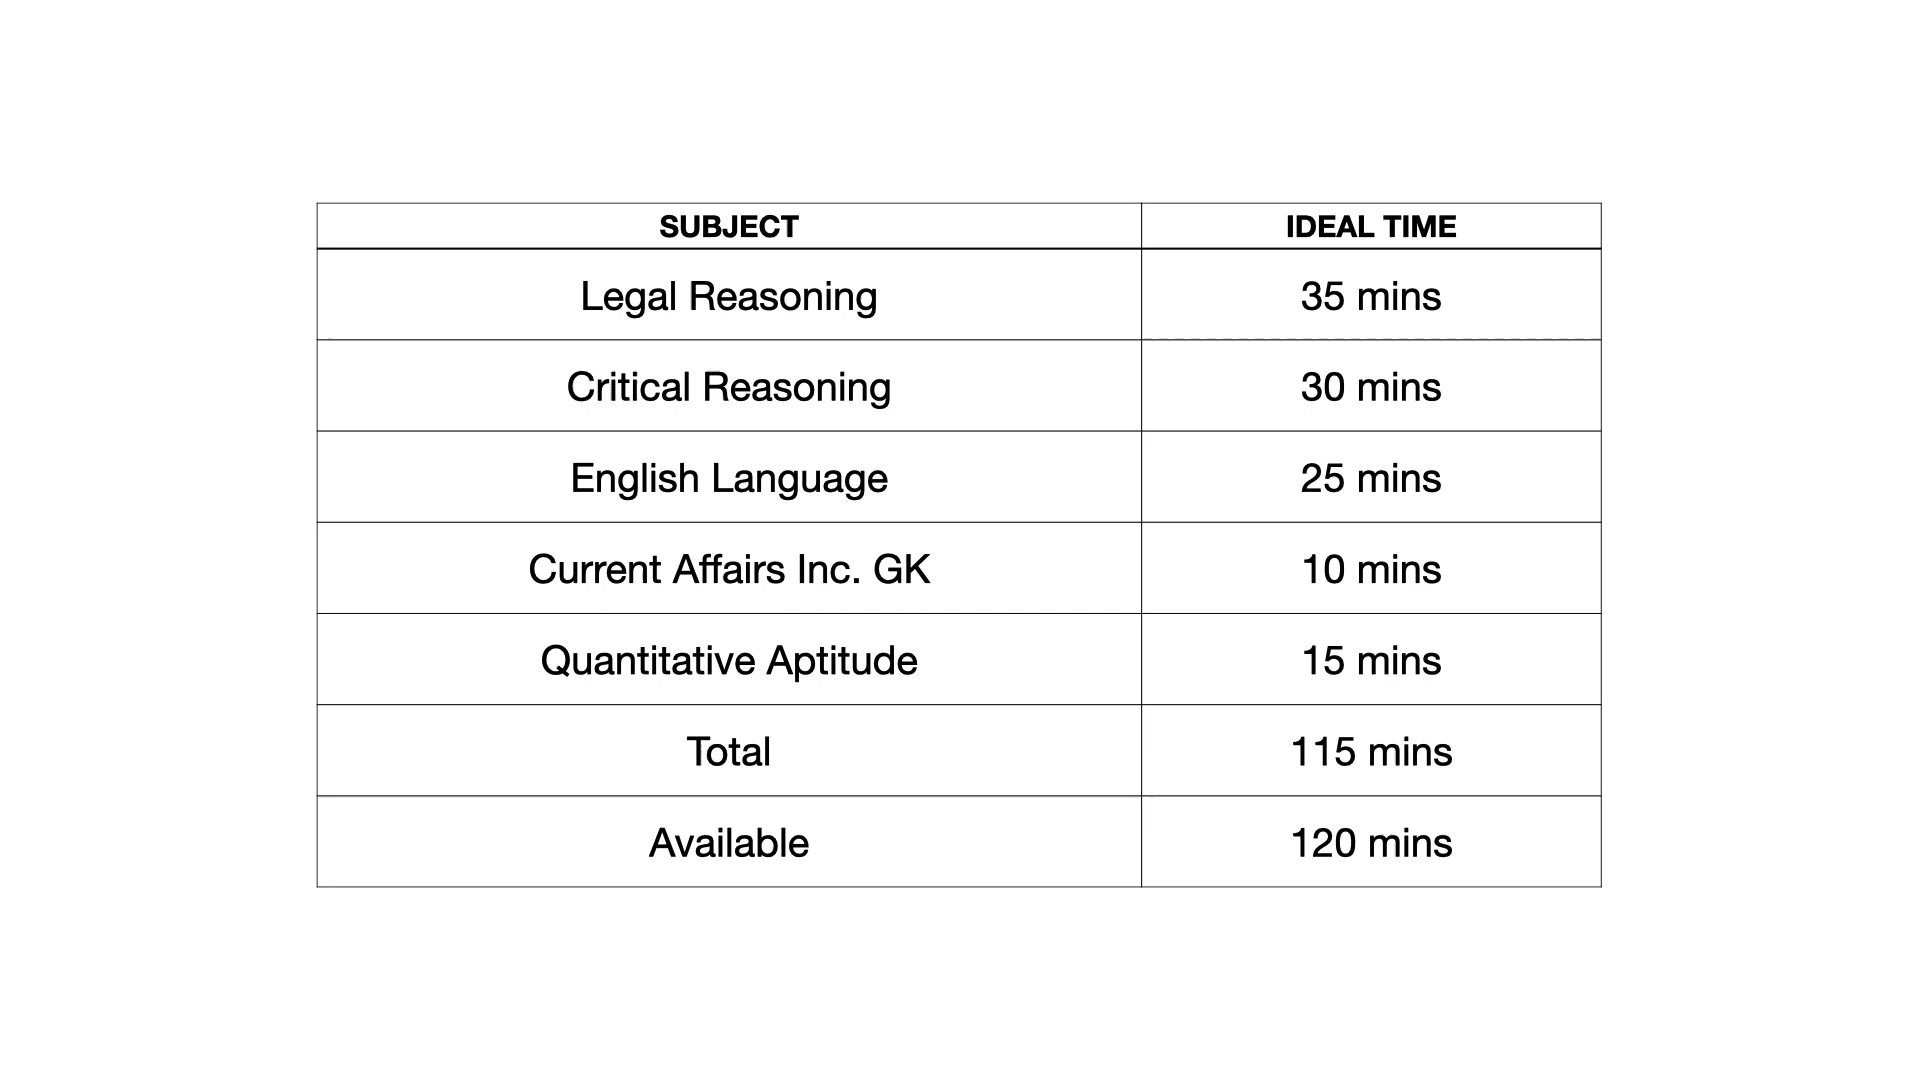 SUBJECT IDEAL TIME
Legal Reasoning 35 mins
Critical Reasoning 30 mins
English Language 25 mins
Current Affairs Inc. GK 10 mins
Quantitative Aptitude 15 mins
Total 115 mins
Available 120 mins